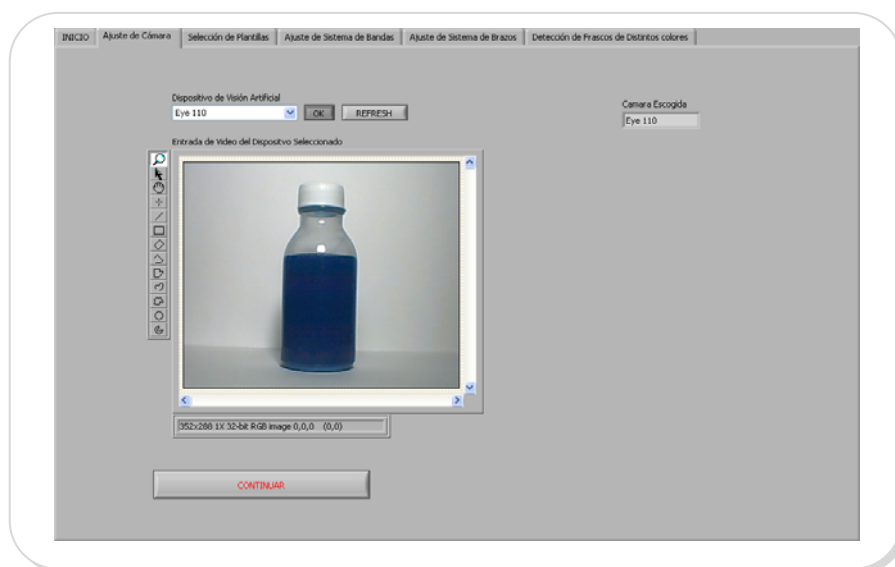 INICIO Ajuste de Cámara Selección de Plantillas Ajuste de Sistema de Bandas Ajuste de Sistema de Brazos Detección de Frascos de Distintos colores
Dispositivo de Visión Artificial
Eye 110 OK REFRESH
Camara Escogida
Eye 110
Entrada de Video del Dispositvo Seleccionado
352x288 1X 32-bit RGB image 0,0,0 (0,0)
CONTINUAR